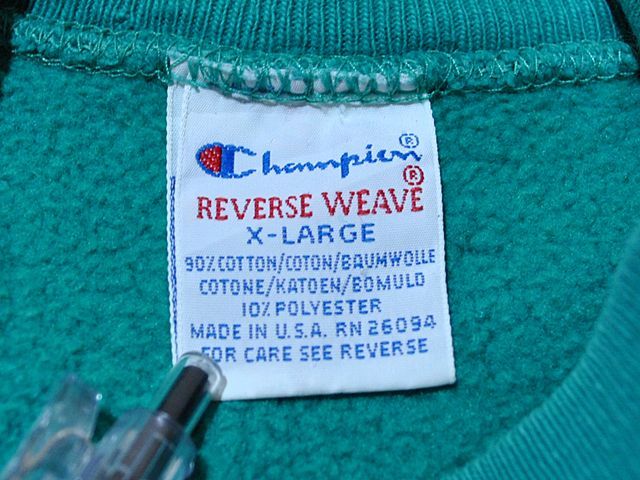 Champion®
REVERSE WEAVE®
X-LARGE
90% COTTON/COTON/BAUMWOLLE
COTONE/KATOEN/BOMULD
10% POLYESTER
MADE IN U.S.A. RN 26094
FOR CARE SEE REVERSE